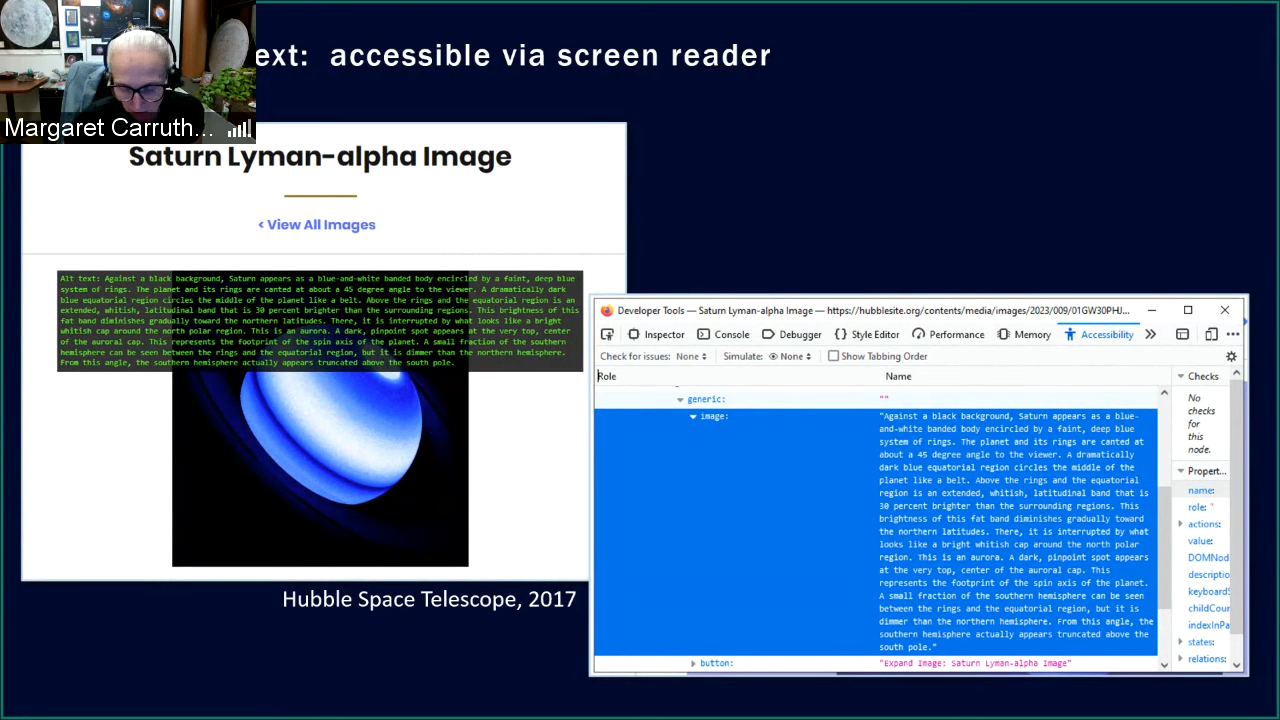 ext: accessible via screen reader
Margaret Carruth...
Saturn Lyman-alpha Image
< View All Images
Alt text: Against a black background, Saturn appears as a blue-and-white banded body encircled by a faint, deep blue
system of rings. The planet and its rings are canted at about a 45 degree angle to the viewer. A dramatically dark
blue equatorial region circles the middle of the planet like a belt. Above the rings and the equatorial region is an
extended, whitish, latitudinal band that is 30 percent brighter than the surrounding regions. This brightness of this
fat band diminishes gradually toward the northern latitudes. There, it is interrupted by what looks like a bright
whitish cap around the north polar region. This is an aurora. A dark, pinpoint spot appears at the very top, center
of the auroral cap. This represents the footprint of the spin axis of the planet. A small fraction of the southern
hemisphere can be seen between the rings and the equatorial region, but it is dimmer than the northern hemisphere.
From this angle, the southern hemisphere actually appears truncated above the south pole.
Hubble Space Telescope, 2017
Developer Tools — Saturn Lyman-alpha Image — https://hubblesite.org/contents/media/images/2023/009/01GW30PHJ...
Inspector Console Debugger Style Editor Performance Memory Accessibility
Check for issues: None Simulate: None Show Tabbing Order
Role Name
generic: ""
image: "Against a black background, Saturn appears as a blue-
and-white banded body encircled by a faint, deep blue
system of rings. The planet and its rings are canted at
about a 45 degree angle to the viewer. A dramatically
dark blue equatorial region circles the middle of the
planet like a belt. Above the rings and the equatorial
region is an extended, whitish, latitudinal band that is
30 percent brighter than the surrounding regions. This
brightness of this fat band diminishes gradually toward
the northern latitudes. There, it is interrupted by what
looks like a bright whitish cap around the north polar
region. This is an aurora. A dark, pinpoint spot appears
at the very top, center of the auroral cap. This
represents the footprint of the spin axis of the planet.
A small fraction of the southern hemisphere can be seen
between the rings and the equatorial region, but it is
dimmer than the northern hemisphere. From this angle, the
southern hemisphere actually appears truncated above the
south pole."
button: "Expand Image: Saturn Lyman-alpha Image"
Checks
No
checks
for
this
node.
Propert...
name:
role: "
actions:
value:
DOMNod
descriptio
keyboardS
childCour
indexInPa
states:
relations: